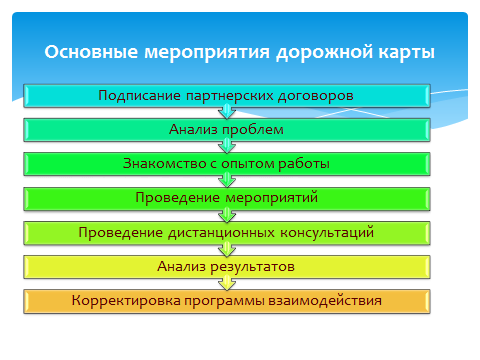 Основные мероприятия дорожной карты
Подписание партнерских договоров
Анализ проблем
Знакомство с опытом работы
Проведение мероприятий
Проведение дистанционных консультаций
Анализ результатов
Корректировка программы взаимодействия